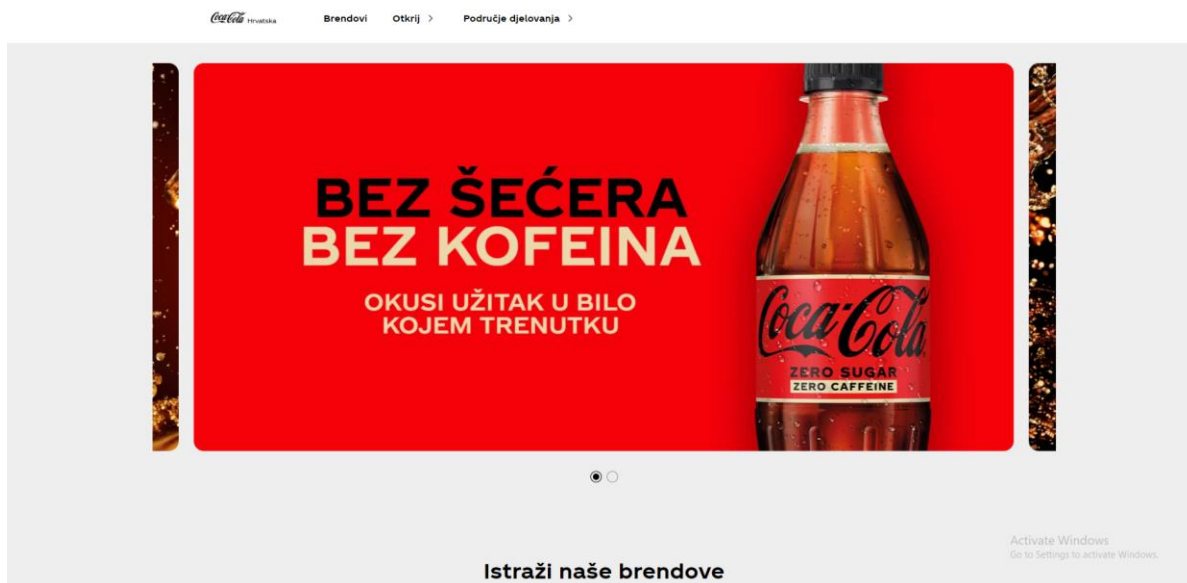 Coca-Cola Hrvatska
Brendovi
Otkrij >
Područje djelovanja >
BEZ ŠEĆERA
BEZ KOFEINA
OKUSI UŽITAK U BILO
KOJEM TRENUTKU
Coca-Cola
ZERO SUGAR
ZERO CAFFEINE
Activate Windows
Go to Settings to activate Windows.
Istraži naše brendove